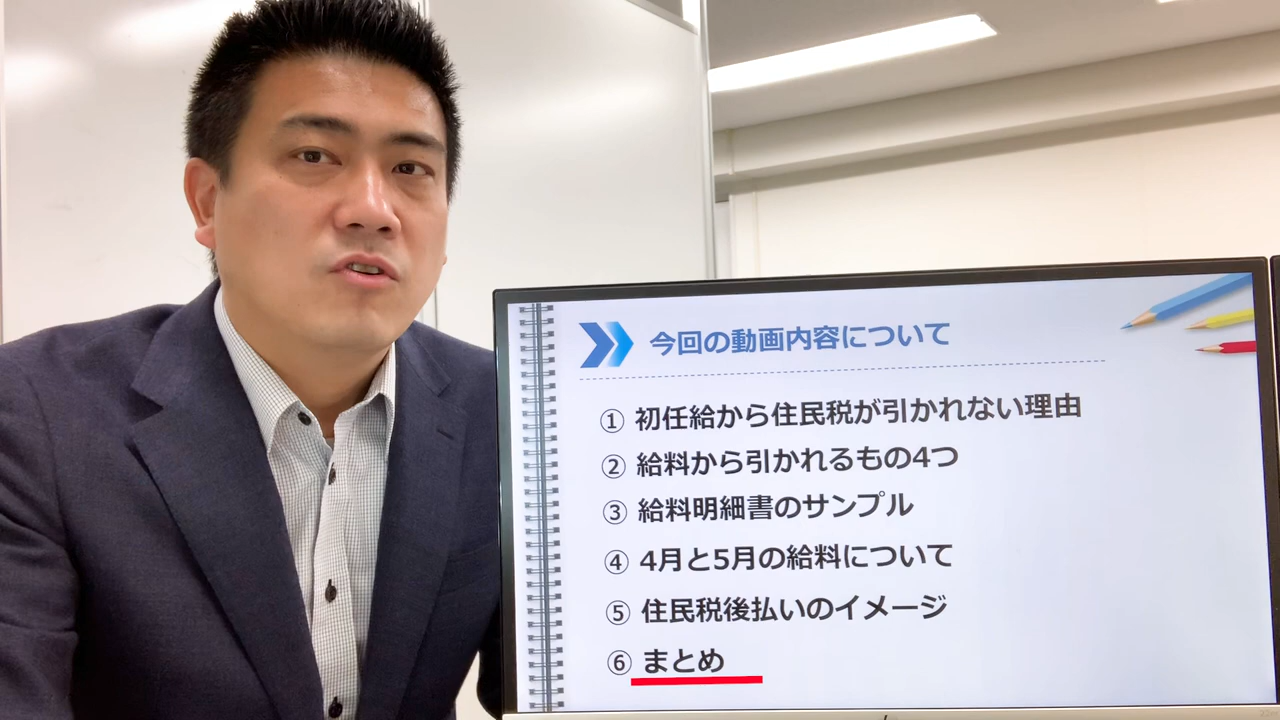 今回の動画内容について
① 初任給から住民税が引かれない理由
② 給料から引かれるもの4つ
③ 給料明細書のサンプル
④ 4月と5月の給料について
⑤ 住民税後払いのイメージ
⑥ まとめ